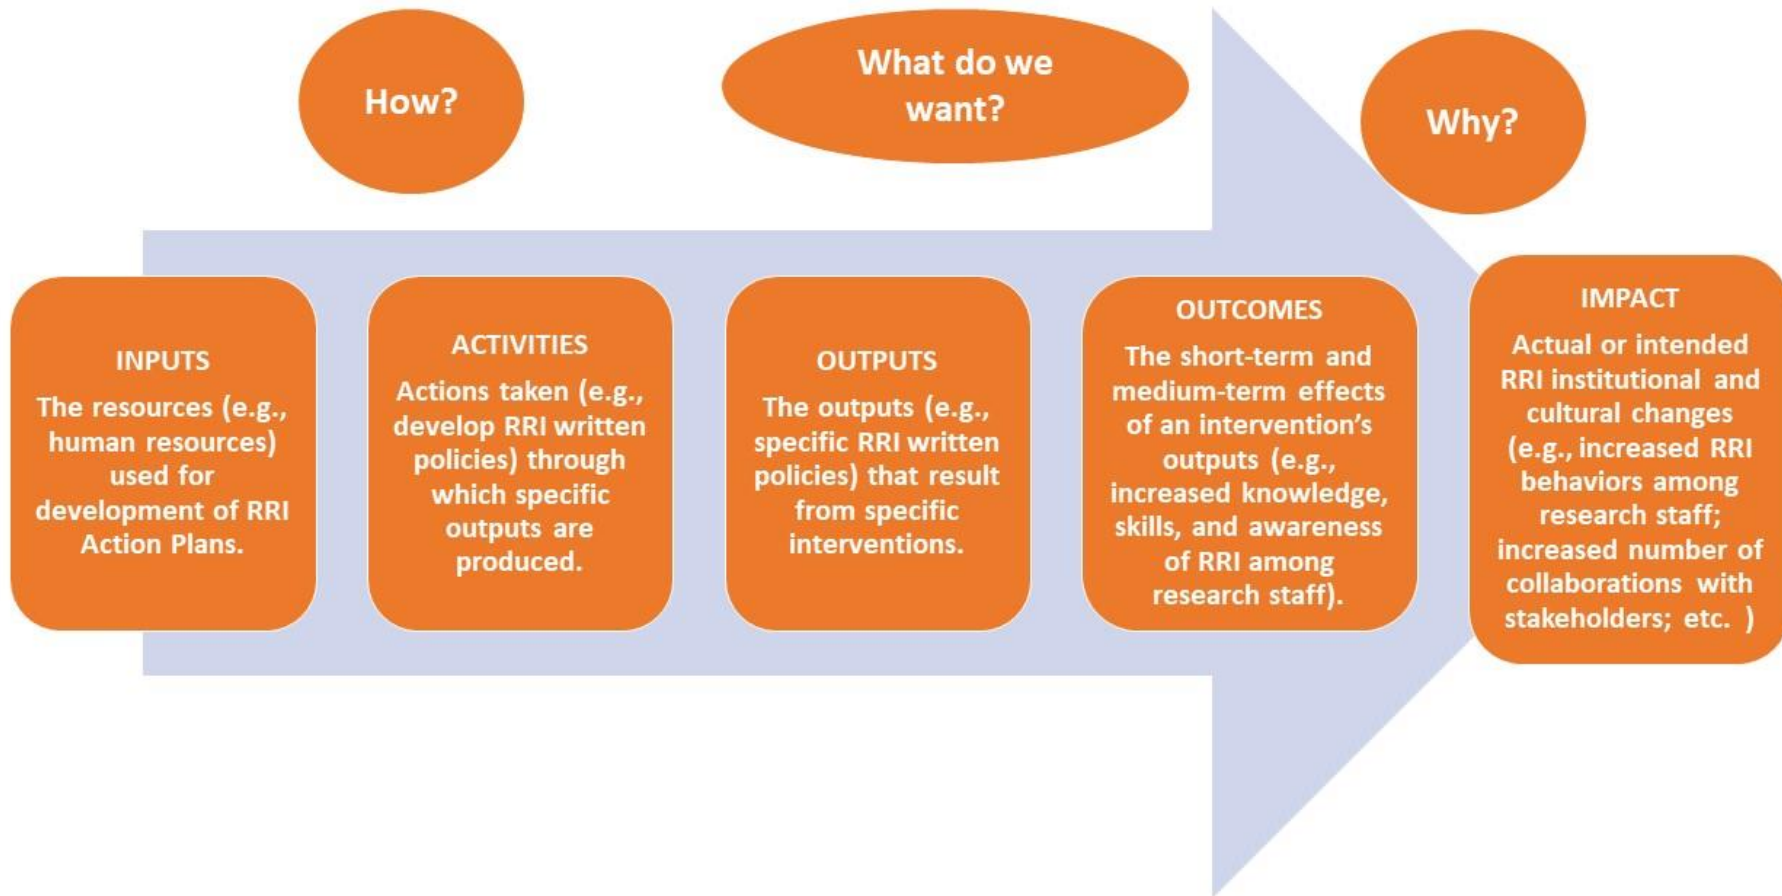 How?
What do we
want?
Why?
INPUTS
The resources (e.g.,
human resources)
used for
development of RRI
Action Plans.
ACTIVITIES
Actions taken (e.g.,
develop RRI written
policies) through
which specific
outputs are
produced.
OUTPUTS
The outputs (e.g.,
specific RRI written
policies) that result
from specific
interventions.
OUTCOMES
The short-term and
medium-term effects
of an intervention’s
outputs (e.g.,
increased knowledge,
skills, and awareness
of RRI among
research staff).
IMPACT
Actual or intended
RRI institutional and
cultural changes
(e.g., increased RRI
behaviors among
research staff;
increased number of
collaborations with
stakeholders; etc. )